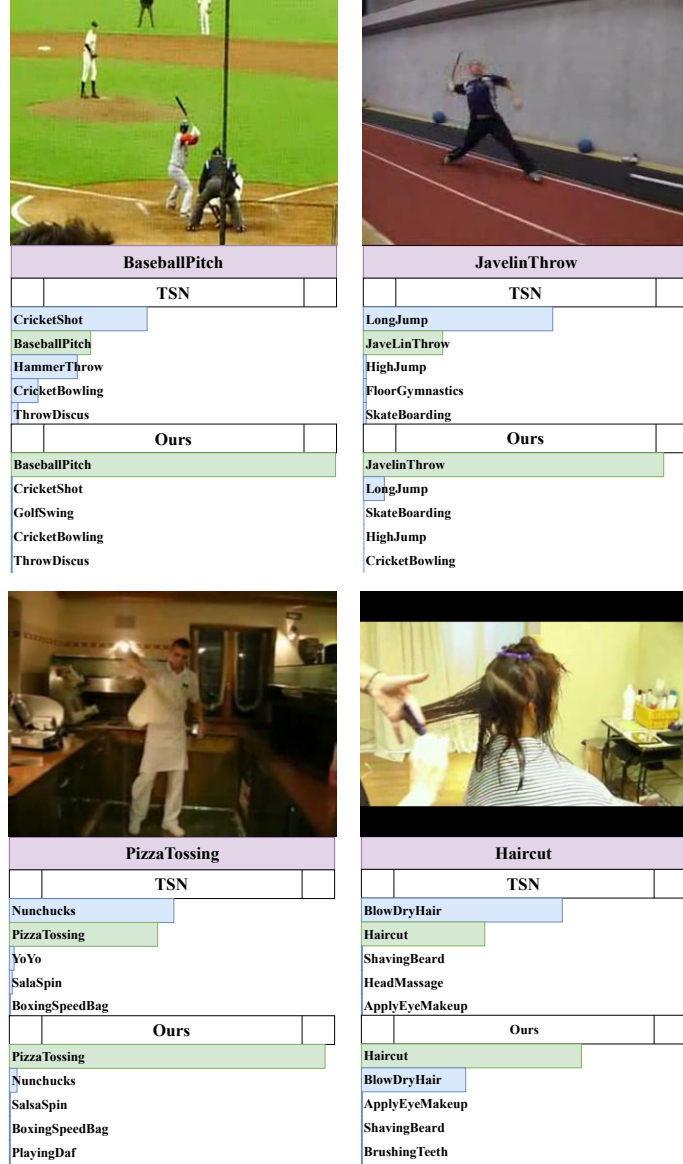 BaseballPitch
TSN
CricketShot
BaseballPitch
HammerThrow
CricketBowling
ThrowDiscus
Ours
BaseballPitch
CricketShot
GolfSwing
CricketBowling
ThrowDiscus
JavelinThrow
TSN
LongJump
JaveLinThrow
HighJump
FloorGymnastics
SkateBoarding
Ours
JavelinThrow
LongJump
SkateBoarding
HighJump
CricketBowling
PizzaTossing
TSN
Nunchucks
PizzaTossing
YoYo
SalaSpin
BoxingSpeedBag
Ours
PizzaTossing
Nunchucks
SalsaSpin
BoxingSpeedBag
PlayingDaf
Haircut
TSN
BlowDryHair
Haircut
ShavingBeard
HeadMassage
ApplyEyeMakeup
Ours
Haircut
BlowDryHair
ApplyEyeMakeup
ShavingBeard
BrushingTeeth